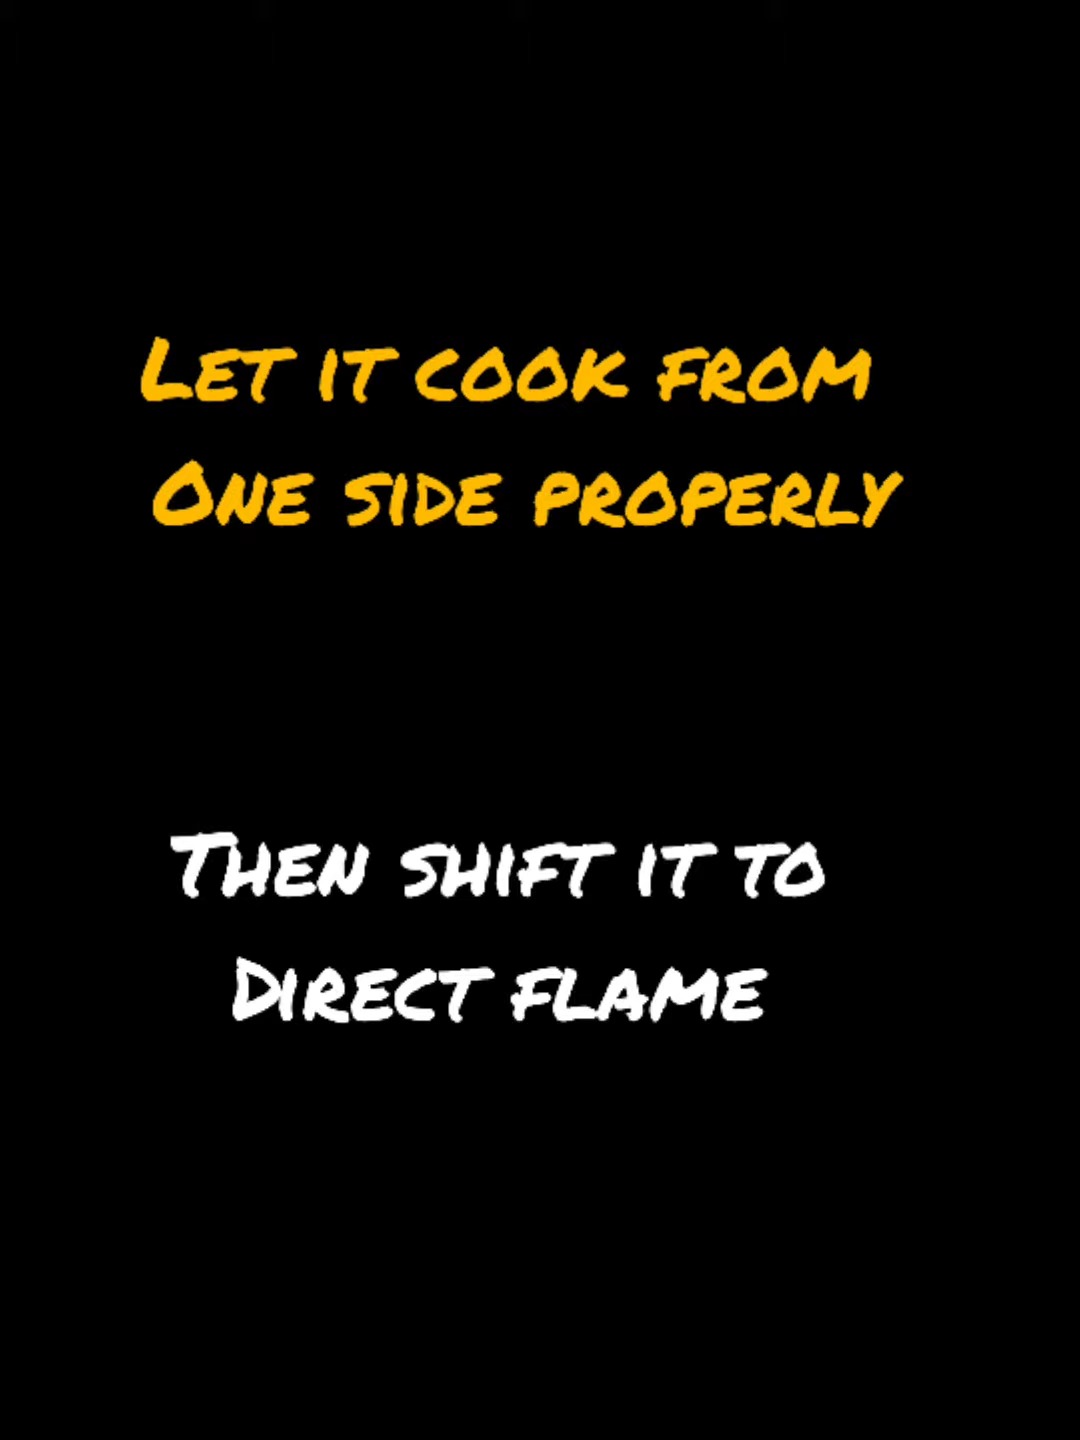 Let it cook from
One side properly
Then shift it to
Direct flame